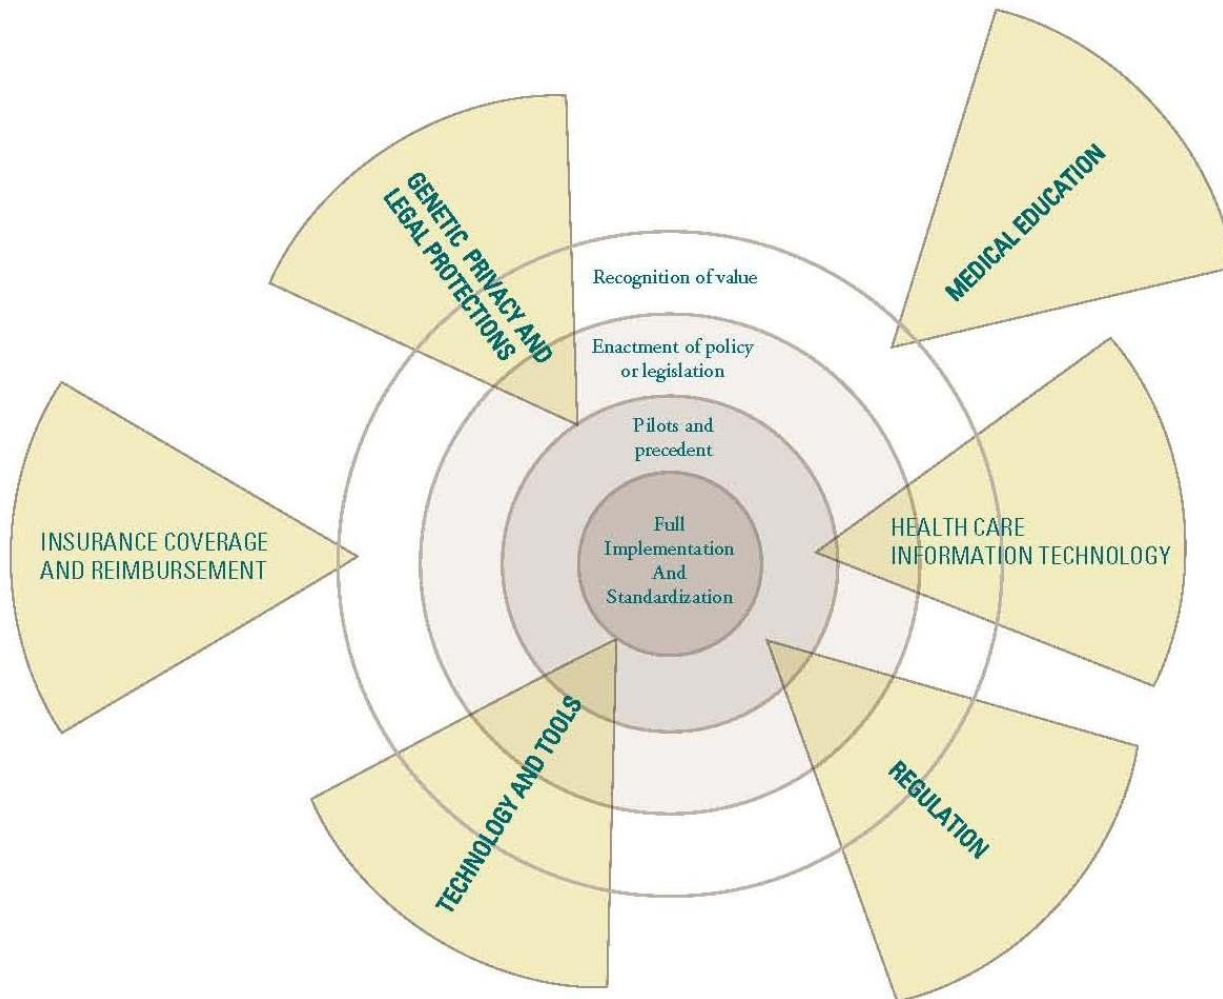 MEDICAL EDUCATION
GENETIC PRIVACY AND
LEGAL PROTECTIONS
Recognition of value
Enactment of policy
or legislation
Pilots and
precedent
Full
Implementation
And
Standardization
INSURANCE COVERAGE
AND REIMBURSEMENT
HEALTH CARE
INFORMATION TECHNOLOGY
TECHNOLOGY AND TOOLS
REGULATION